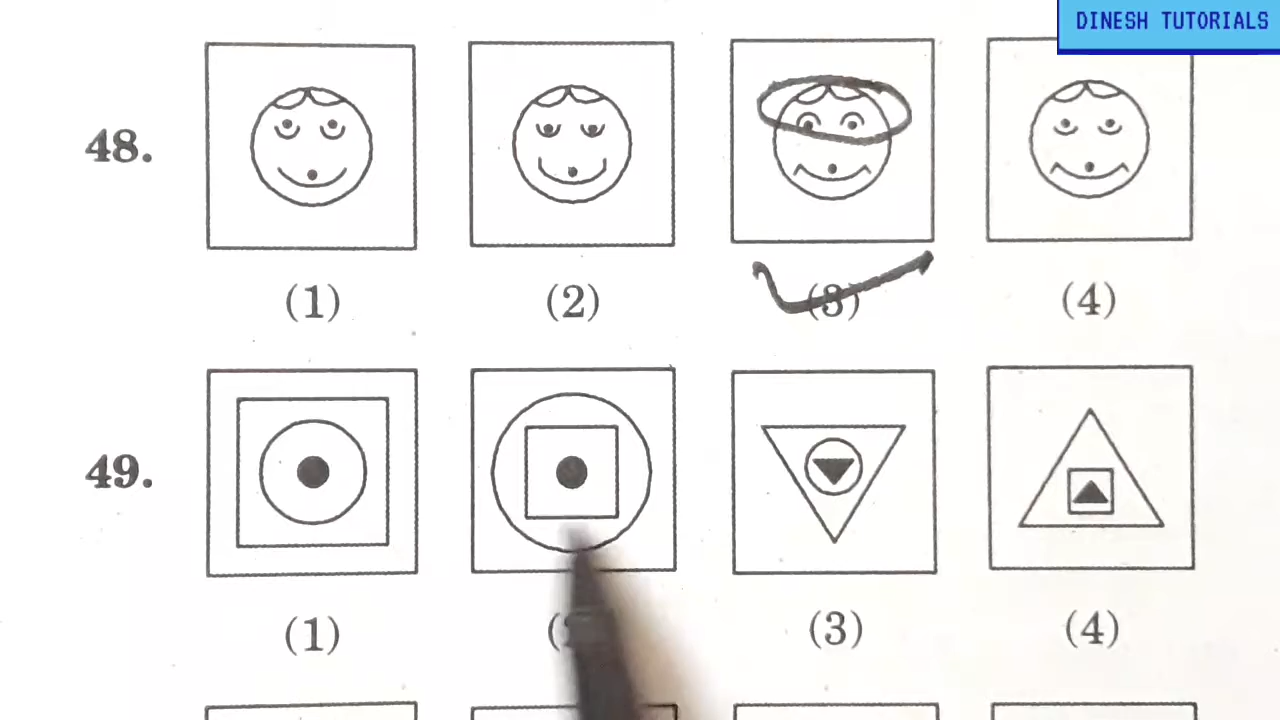 DINESH TUTORIALS
48.
(1) (2) (3) (4)
49.
(1) (3) (4)